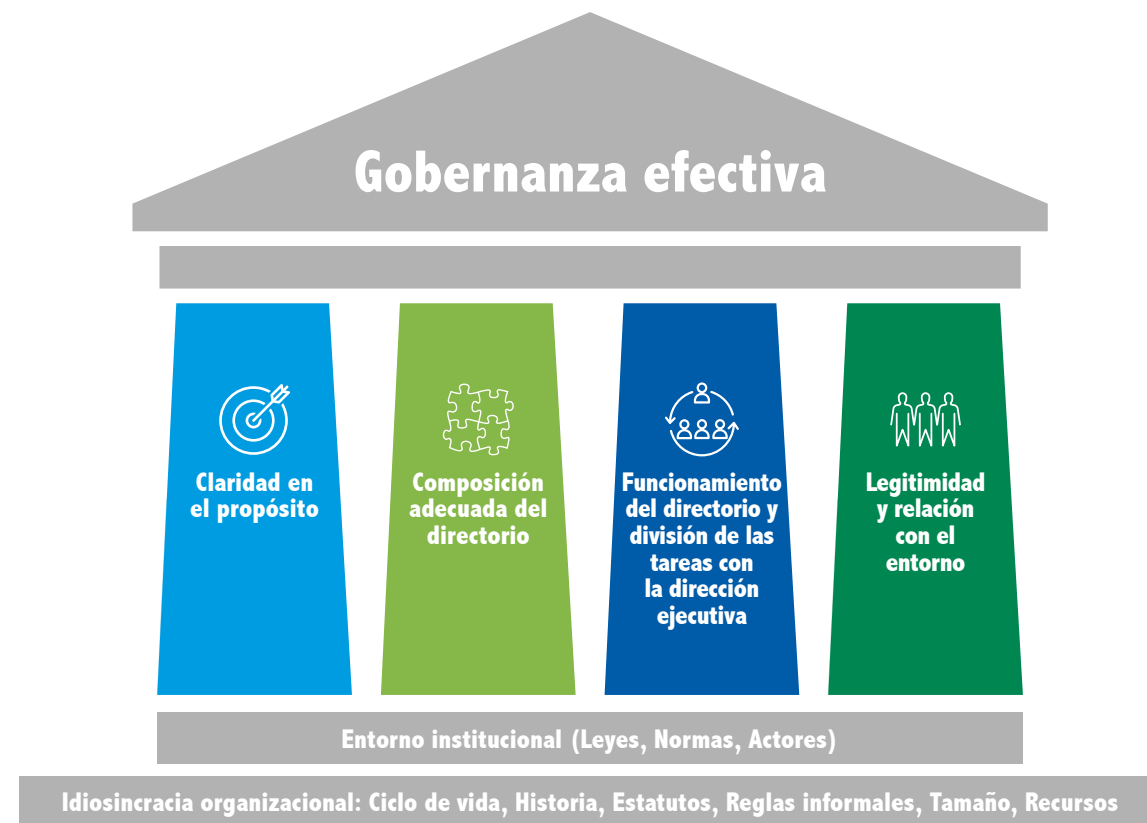 Gobernanza efectiva
Claridad en
el propósito
Composición
adecuada del
directorio
Funcionamiento
del directorio y
división de las
tareas con
la dirección
ejecutiva
Legitimidad
y relación
con el
entorno
Entorno institucional (Leyes, Normas, Actores)
Idiosincracia organizacional: Ciclo de vida, Historia, Estatutos, Reglas informales, Tamaño, Recursos